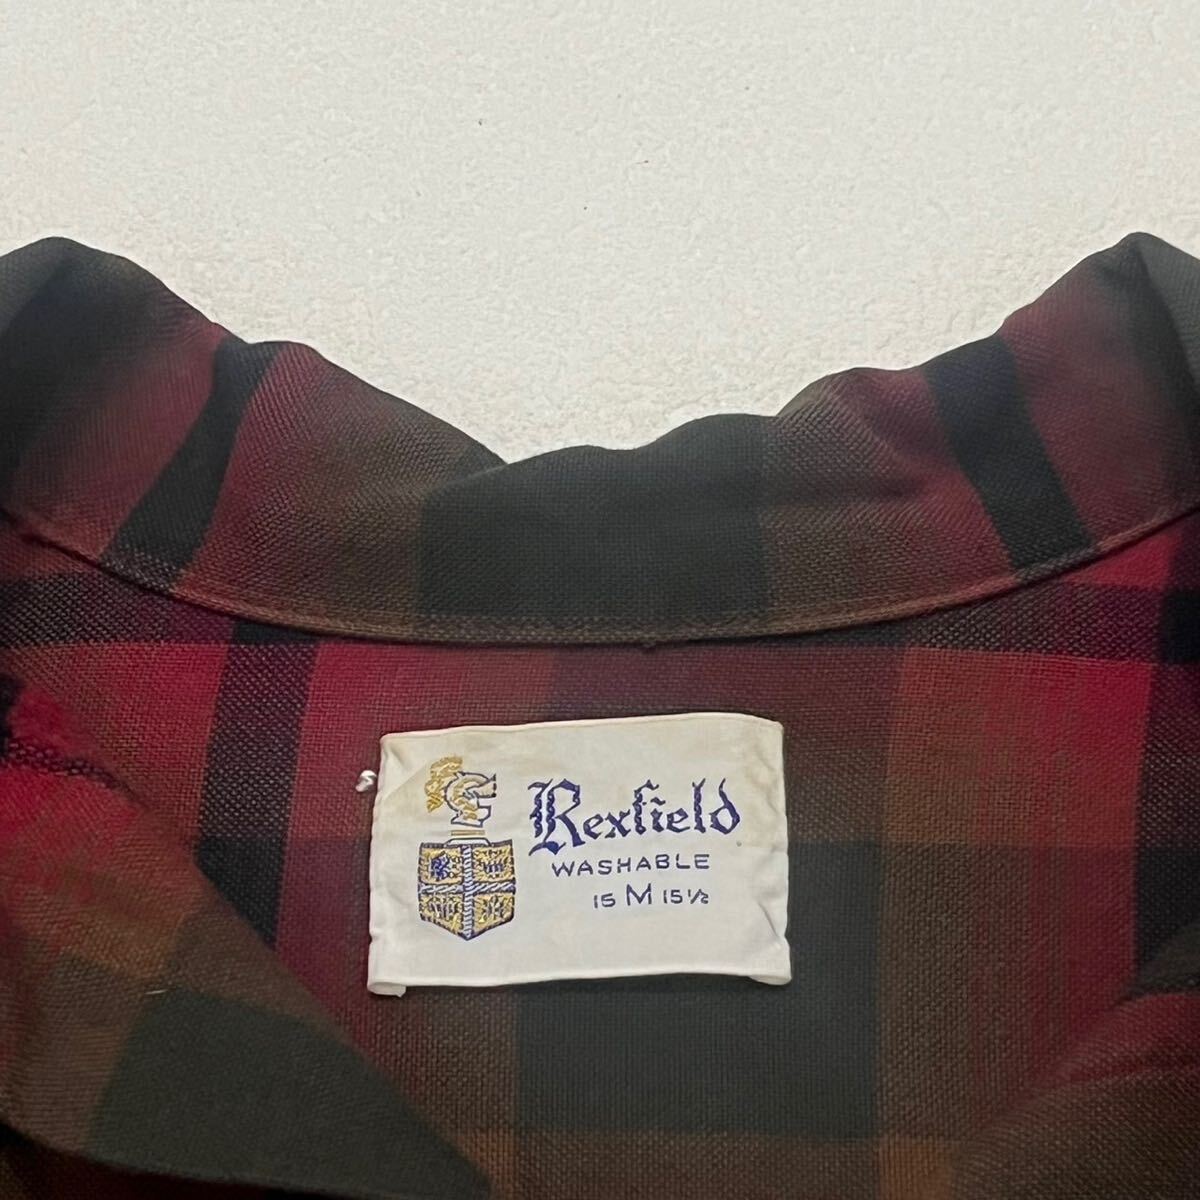 Rexfield
WASHABLE
15 M 15½